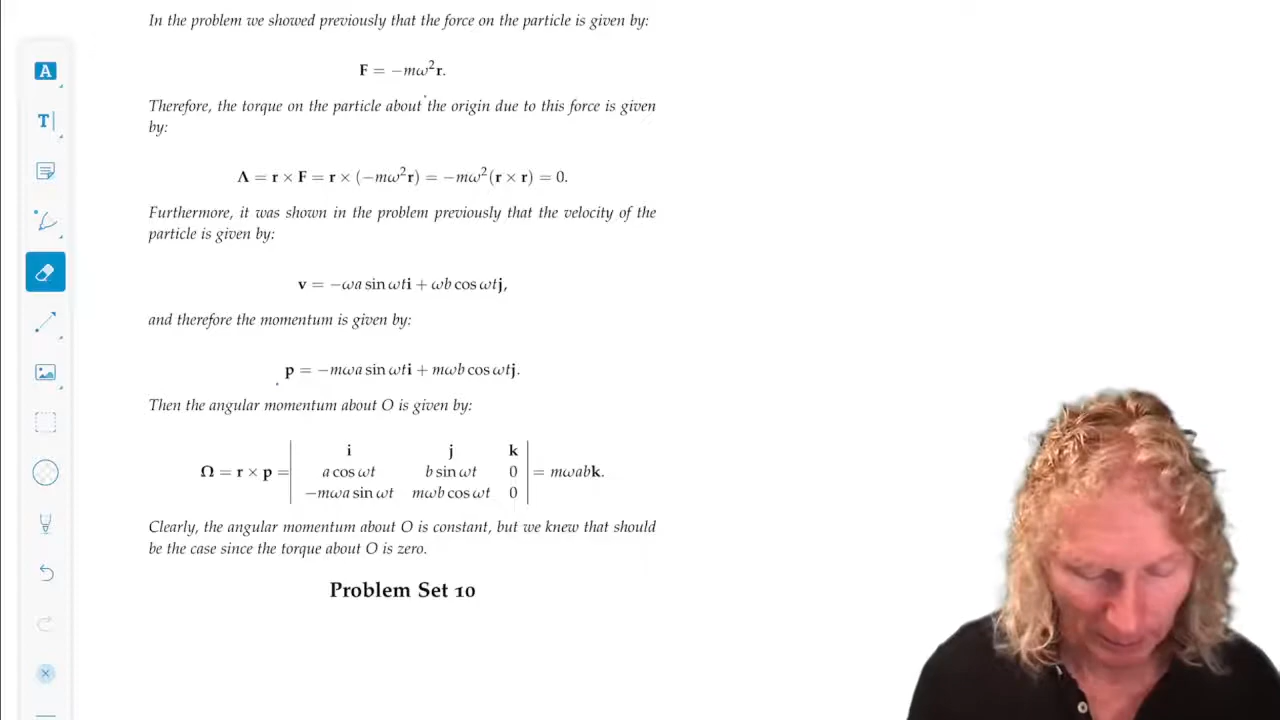 In the problem we showed previously that the force on the particle is given by:
F = −mω²r.
Therefore, the torque on the particle about the origin due to this force is given
by:
Λ = r × F = r × (−mω²r) = −mω²(r × r) = 0.
Furthermore, it was shown in the problem previously that the velocity of the
particle is given by:
v = −ωa sin ωti + ωb cos ωtj,
and therefore the momentum is given by:
p = −mωa sin ωti + mωb cos ωtj.
Then the angular momentum about O is given by:
i j k
Ω = r × p = | a cos ωt b sin ωt 0 | = mωabk.
−mωa sin ωt mωb cos ωt 0
Clearly, the angular momentum about O is constant, but we knew that should
be the case since the torque about O is zero.
Problem Set 10
A
T